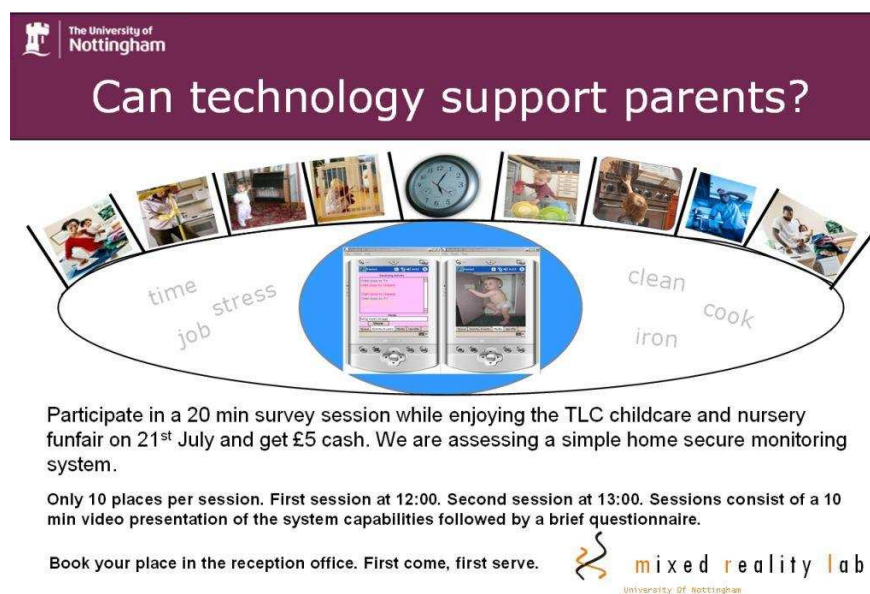 The University of
Nottingham
Can technology support parents?
time
stress
job
clean
cook
iron
Participate in a 20 min survey session while enjoying the TLC childcare and nursery
funfair on 21st July and get £5 cash. We are assessing a simple home secure monitoring
system.
Only 10 places per session. First session at 12:00. Second session at 13:00. Sessions consist of a 10
min video presentation of the system capabilities followed by a brief questionnaire.
Book your place in the reception office. First come, first serve.
mixed reality lab
University Of Nottingham